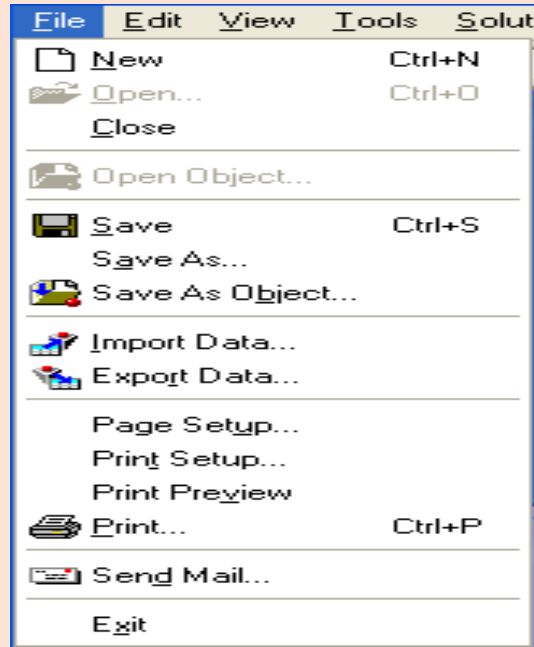 File Edit View Tools Solut
New Ctrl+N
Open... Ctrl+O
Close
Open Object...
Save Ctrl+S
Save As...
Save As Object...
Import Data...
Export Data...
Page Setup...
Print Setup...
Print Preview
Print... Ctrl+P
Send Mail...
Exit